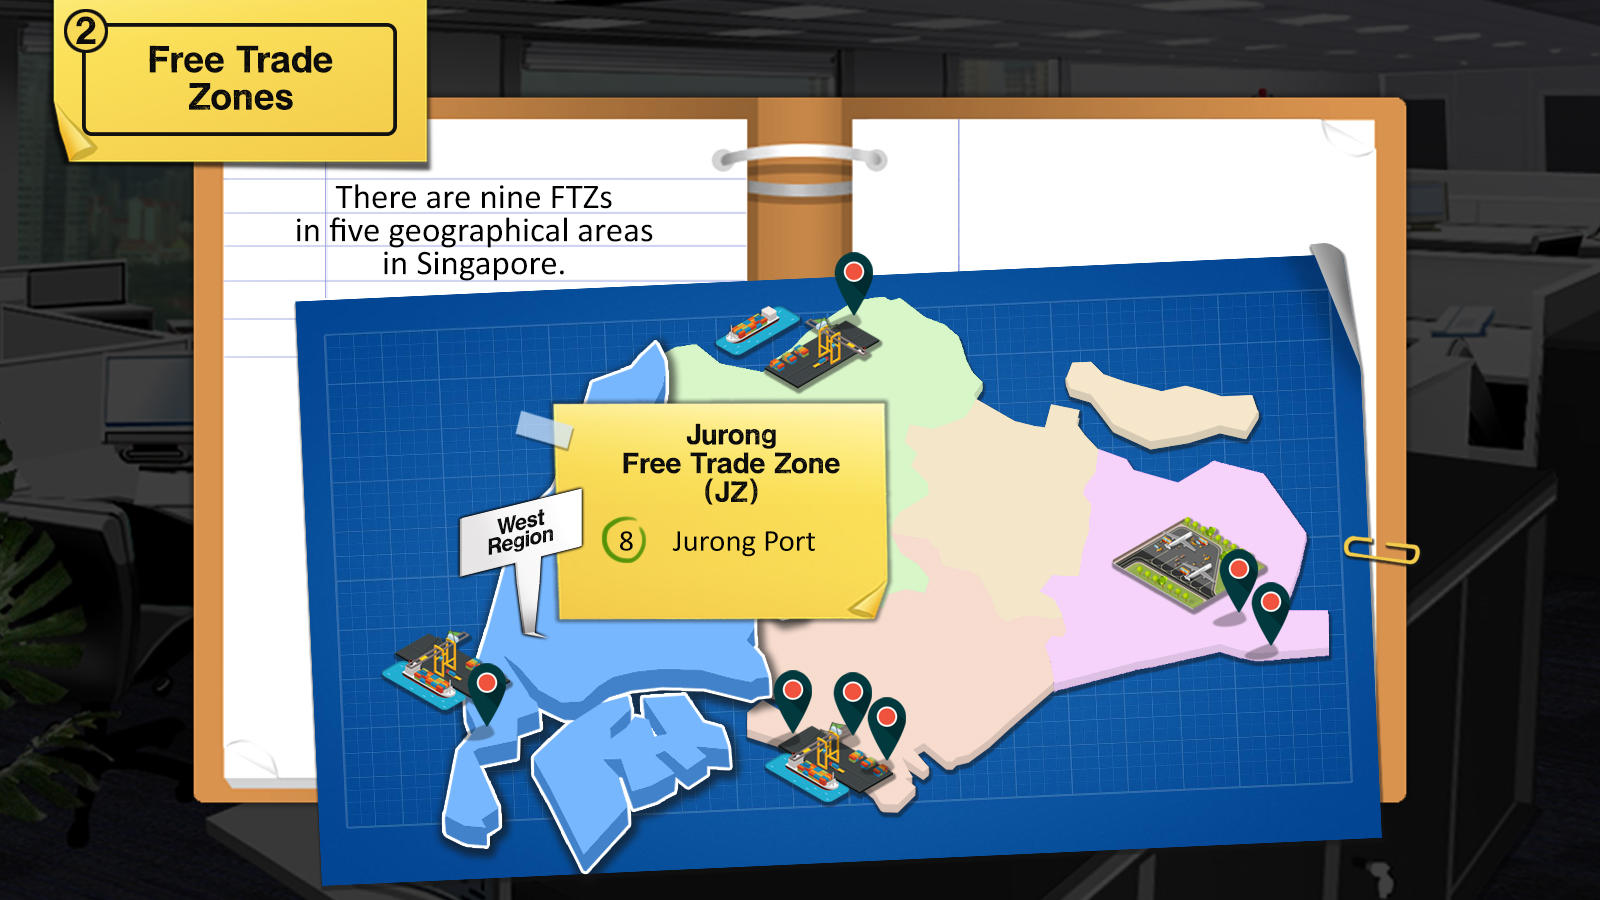 2
Free Trade
Zones
There are nine FTZs
in five geographical areas
in Singapore.
Jurong
Free Trade Zone
(JZ)
8 Jurong Port
West
Region